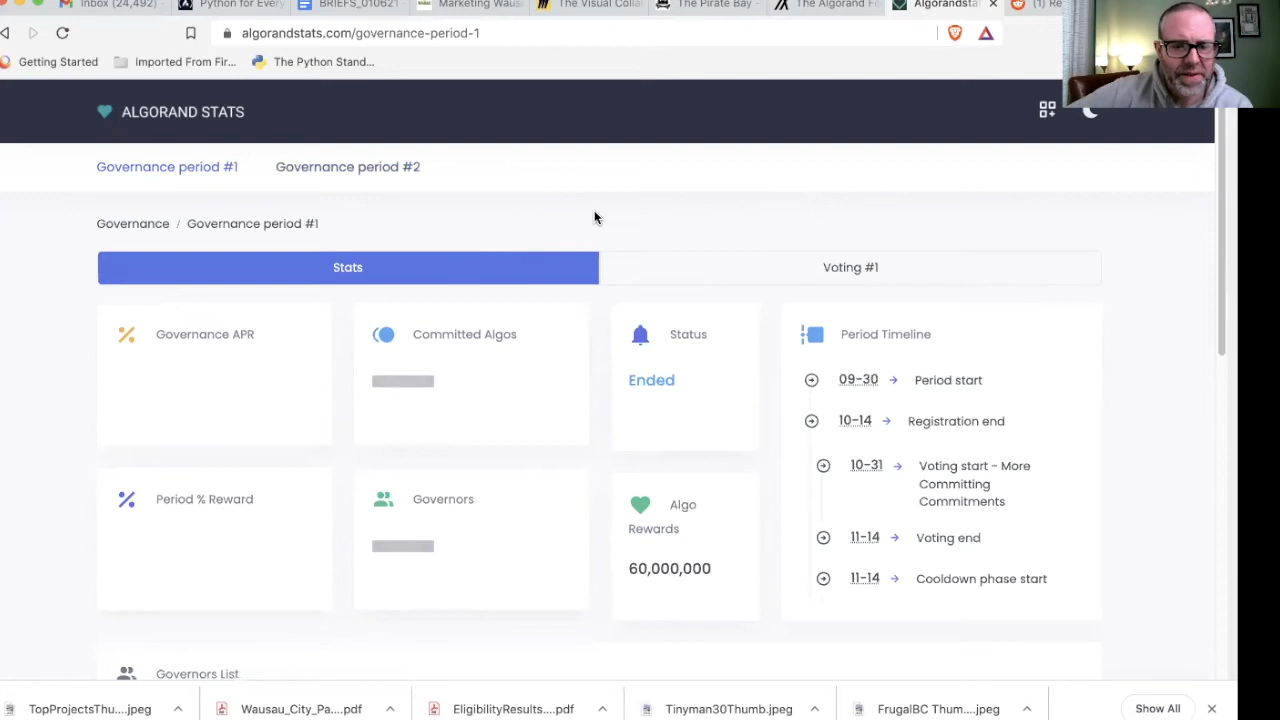 Inbox (24,492)
Python for Every
BRIEFS_010621
Marketing Waus
The Visual Colla
The Pirate Bay -
The Algorand Fo
Algorandsta
(1) Re
algorandstats.com/governance-period-1
Getting Started
Imported From Fir...
The Python Stand...
ALGORAND STATS
Governance period #1
Governance period #2
Governance / Governance period #1
Stats
Voting #1
Governance APR
Committed Algos
Status
Ended
Period Timeline
09-30 → Period start
10-14 → Registration end
10-31 → Voting start - More
Committing
Commitments
11-14 → Voting end
11-14 → Cooldown phase start
Period % Reward
Governors
Algo
Rewards
60,000,000
Governors List
TopProjectsThu....jpeg
Wausau_City_Pa....pdf
EligibilityResults....pdf
Tinyman30Thumb.jpeg
FrugalBC Thum....jpeg
Show All